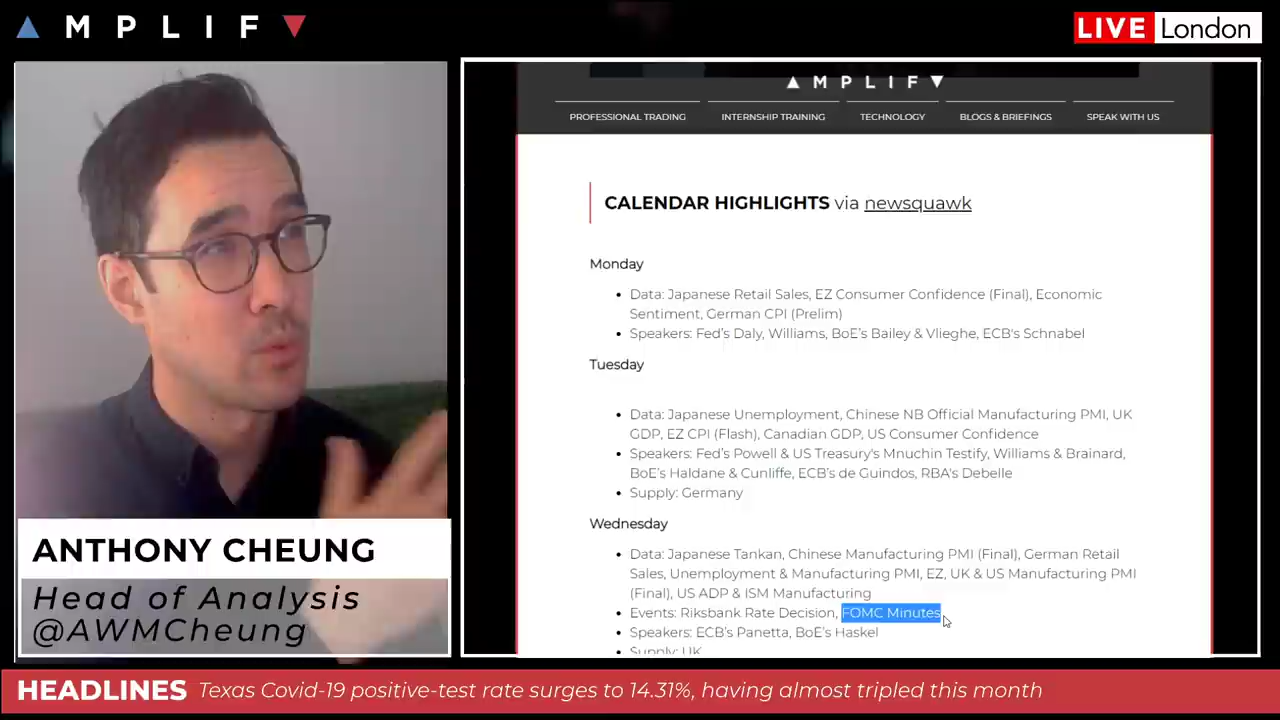 AMPLIFY
LIVE London
AMPLIFY
PROFESSIONAL TRADING
INTERNSHIP TRAINING
TECHNOLOGY
BLOGS & BRIEFINGS
SPEAK WITH US
CALENDAR HIGHLIGHTS via newsquawk
Monday
• Data: Japanese Retail Sales, EZ Consumer Confidence (Final), Economic
Sentiment, German CPI (Prelim)
• Speakers: Fed's Daly, Williams, BoE's Bailey & Vlieghe, ECB's Schnabel
Tuesday
• Data: Japanese Unemployment, Chinese NB Official Manufacturing PMI, UK
GDP, EZ CPI (Flash), Canadian GDP, US Consumer Confidence
• Speakers: Fed's Powell & US Treasury's Mnuchin Testify, Williams & Brainard,
BoE's Haldane & Cunliffe, ECB's de Guindos, RBA's Debelle
• Supply: Germany
Wednesday
• Data: Japanese Tankan, Chinese Manufacturing PMI (Final), German Retail
Sales, Unemployment & Manufacturing PMI, EZ, UK & US Manufacturing PMI
(Final), US ADP & ISM Manufacturing
• Events: Riksbank Rate Decision, FOMC Minutes
• Speakers: ECB's Panetta, BoE's Haskel
Supply: UK
ANTHONY CHEUNG
Head of Analysis
@AWMCheung
HEADLINES Texas Covid-19 positive-test rate surges to 14.31%, having almost tripled this month